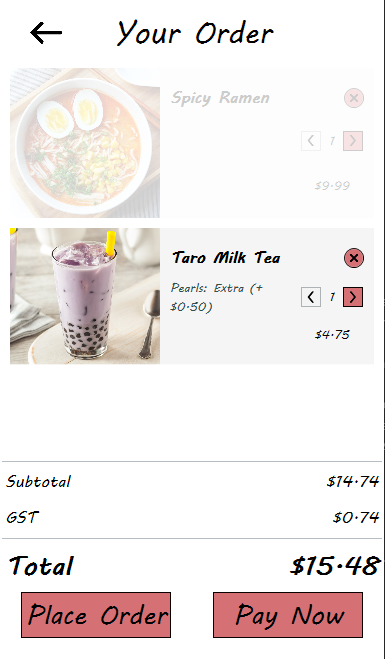 Your Order
Spicy Ramen
1
$9.99
Taro Milk Tea
Pearls: Extra (+
$0.50)
1
$4.75
Subtotal $14.74
GST $0.74
Total $15.48
Place Order Pay Now